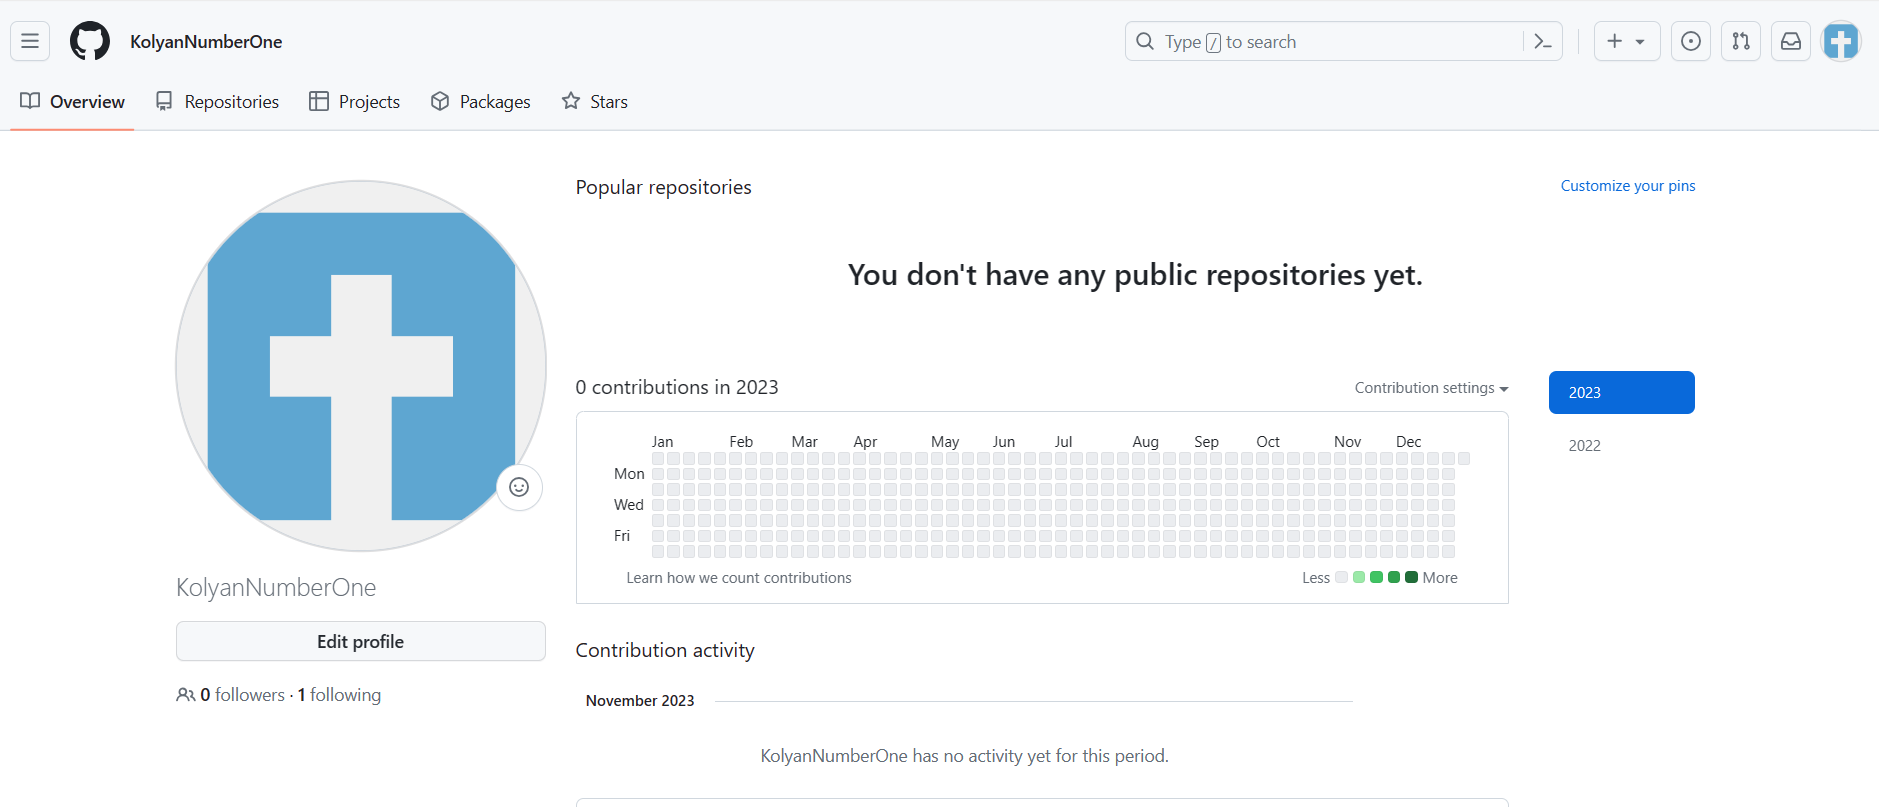 KolyanNumberOne
Type / to search
Overview
Repositories
Projects
Packages
Stars
KolyanNumberOne
Edit profile
0 followers · 1 following
Popular repositories
Customize your pins
You don't have any public repositories yet.
0 contributions in 2023
Contribution settings
2023
2022
Jan Feb Mar Apr May Jun Jul Aug Sep Oct Nov Dec
Mon
Wed
Fri
Learn how we count contributions
Less More
Contribution activity
November 2023
KolyanNumberOne has no activity yet for this period.